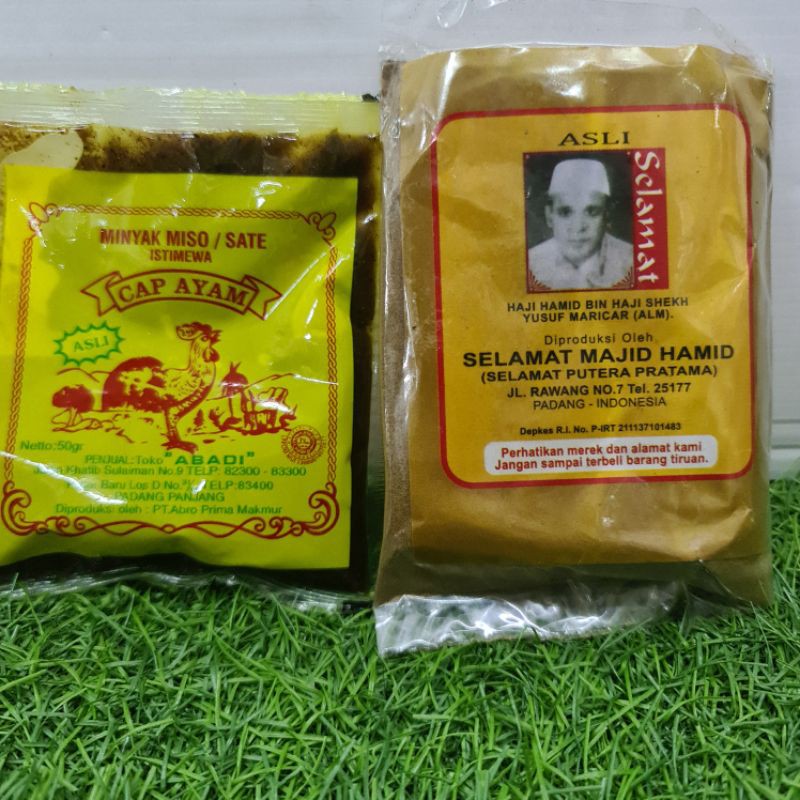 MINYAK MISO / SATE
ISTIMEWA
CAP AYAM
ASLI
Netto:50gr
PENJUAL:Toko "ABADI"
Khatib Sulaiman No.9 TELP: 82300 - 83300
Baru Los D No. TELP:83400
PADANG PANJANG
Diproduksi oleh : PT.Abro Prima Makmur
ASLI
Selamat
HAJI HAMID BIN HAJI SHEKH
YUSUF MARICAR (ALM).
Diproduksi Oleh
SELAMAT MAJID HAMID
(SELAMAT PUTERA PRATAMA)
JL. RAWANG NO.7 Tel. 25177
PADANG - INDONESIA
Depkes R.I. No. P-IRT 211137101483
Perhatikan merek dan alamat kami
Jangan sampai terbeli barang tiruan.